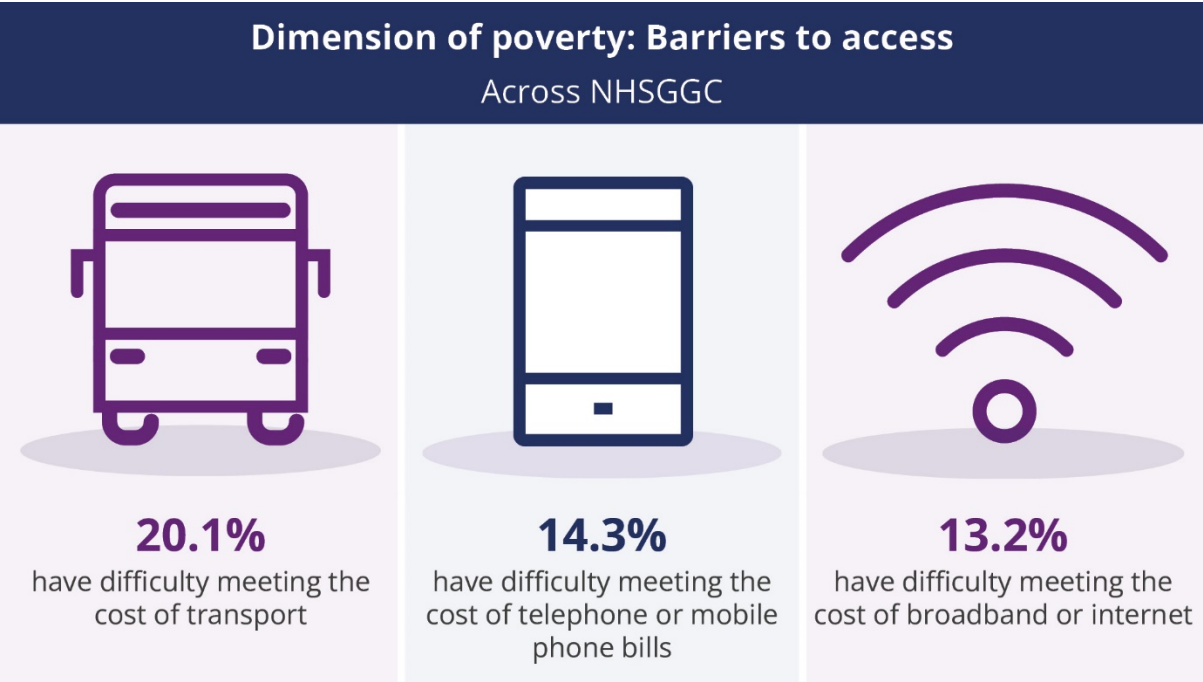 Dimension of poverty: Barriers to access
Across NHSGGC
20.1%
have difficulty meeting the
cost of transport
14.3%
have difficulty meeting the
cost of telephone or mobile
phone bills
13.2%
have difficulty meeting the
cost of broadband or internet